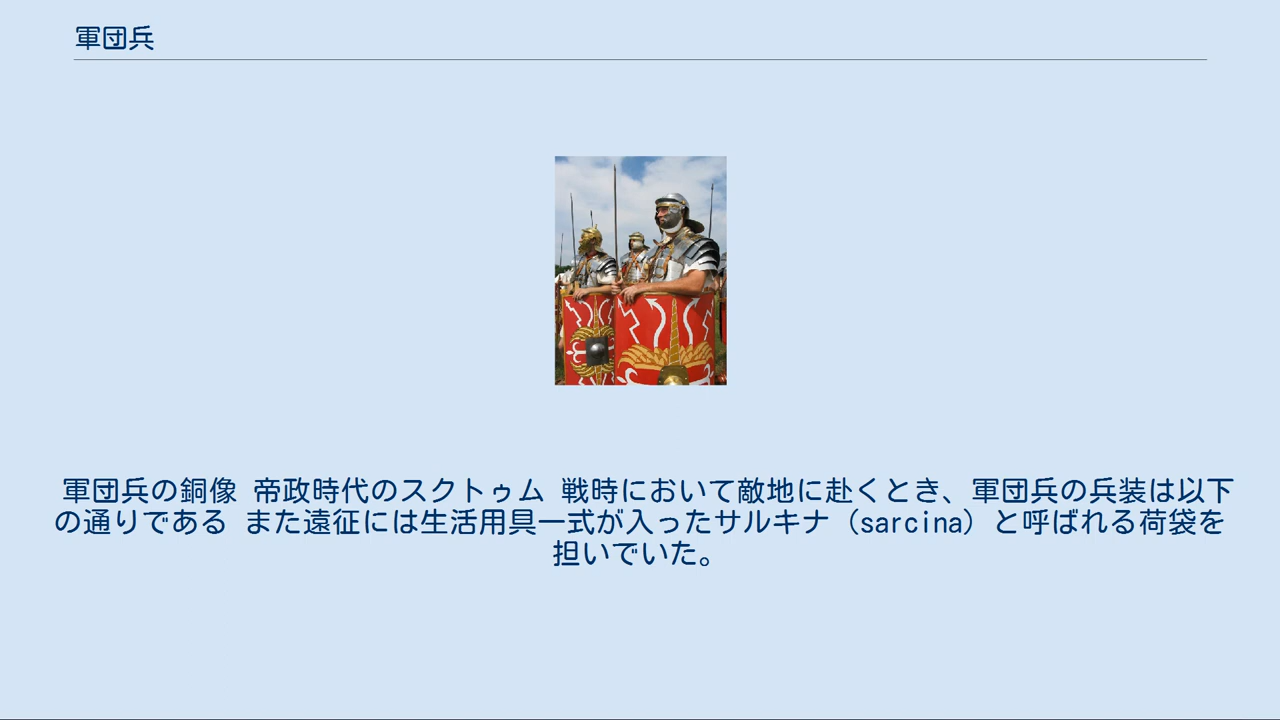 軍団兵
軍団兵の銅像 帝政時代のスクトゥム 戦時において敵地に赴くとき、軍団兵の兵装は以下
の通りである また遠征には生活用具一式が入ったサルキナ（sarcina）と呼ばれる荷袋を
担いでいた。